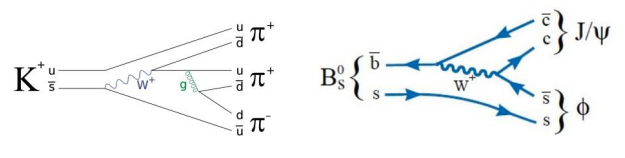 K⁺ u s̅
W⁺
g
u d̅ π⁺
u d̅ π⁺
d u̅ π⁻
B⁰ₛ b̅ s
W⁺
c̅ c J/ψ
s̅ s ϕ